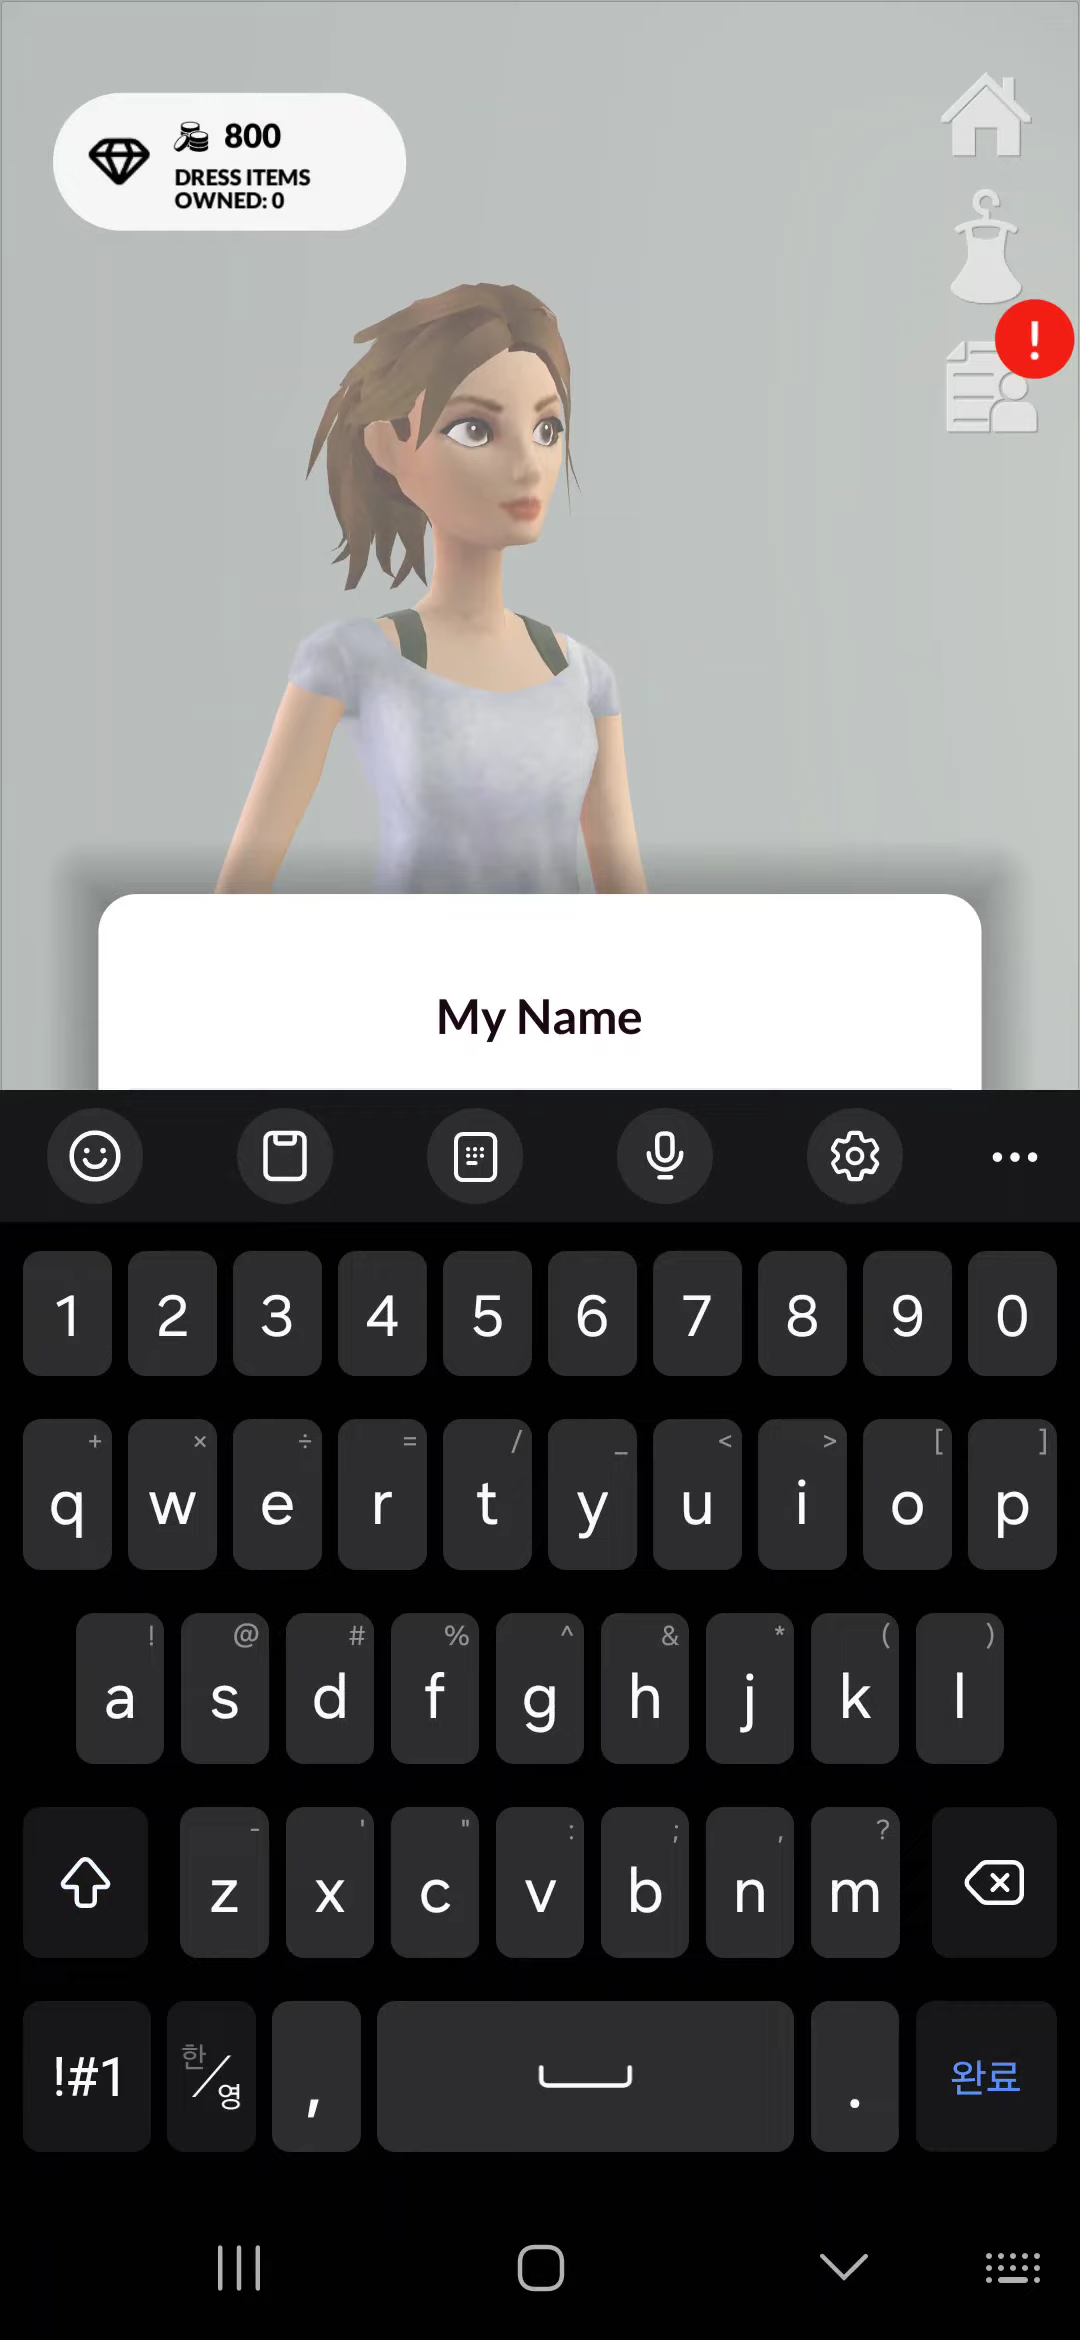 800
DRESS ITEMS
OWNED: 0
!
My Name
1 2 3 4 5 6 7 8 9 0
+ × ÷ = / _ < > [ ]
q w e r t y u i o p
! @ # % ^ & * ( )
a s d f g h j k l
- ' " : ; , ?
z x c v b n m
!#1 한/영 , . 완료